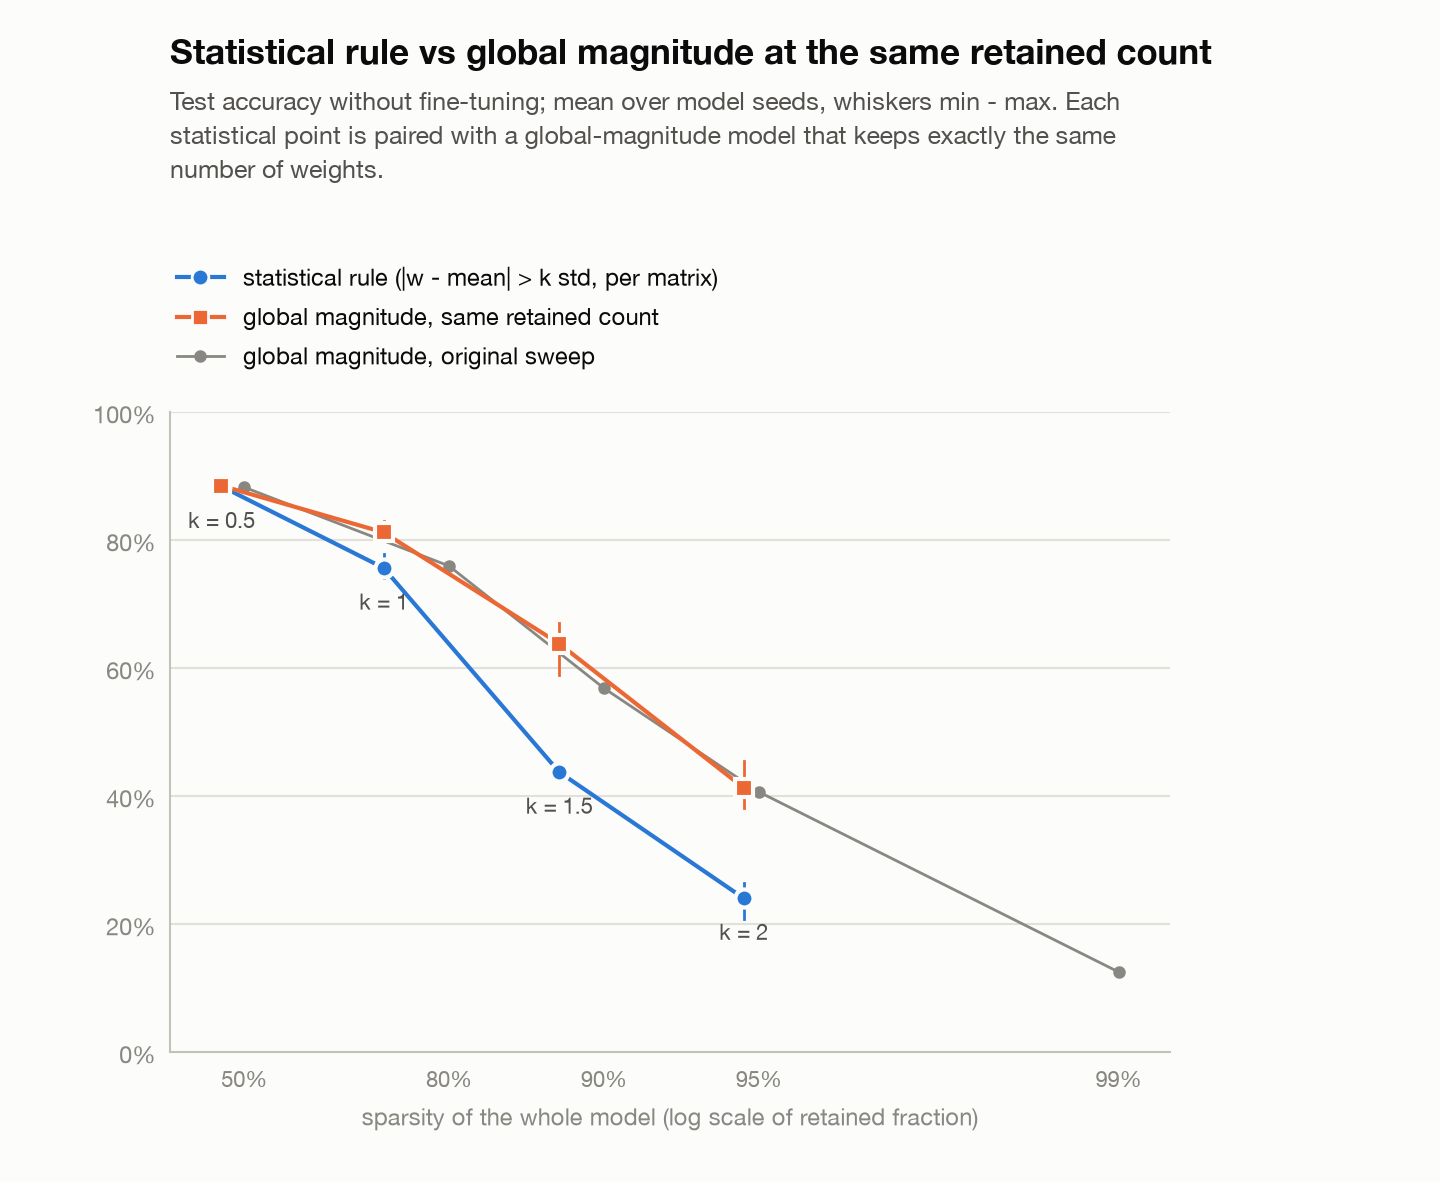 Statistical rule vs global magnitude at the same retained count
Test accuracy without fine-tuning; mean over model seeds, whiskers min - max. Each
statistical point is paired with a global-magnitude model that keeps exactly the same
number of weights.
statistical rule (|w - mean| > k std, per matrix)
global magnitude, same retained count
global magnitude, original sweep
100%
80%
60%
40%
20%
0%
k = 0.5
k = 1
k = 1.5
k = 2
50%
80%
90%
95%
99%
sparsity of the whole model (log scale of retained fraction)